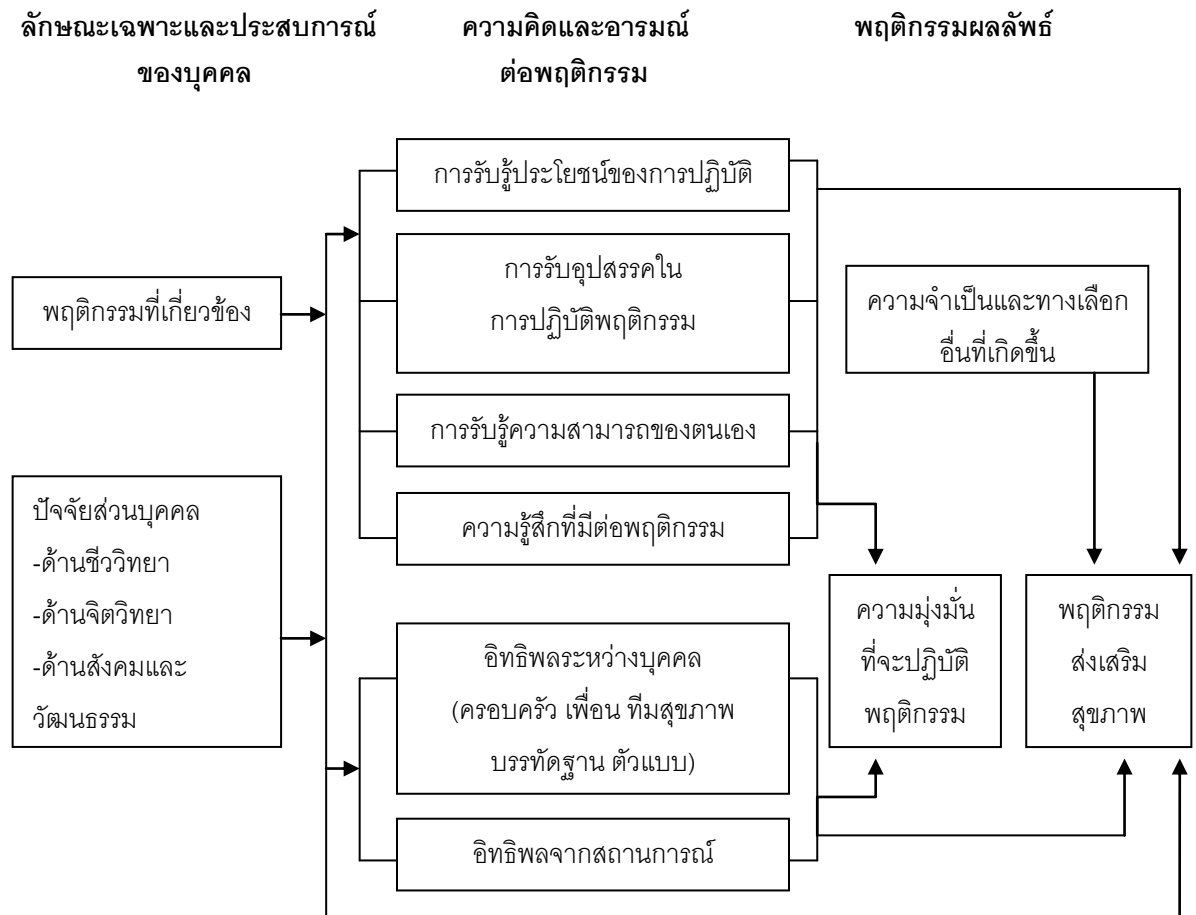 ลักษณะเฉพาะและประสบการณ์
ของบุคคล
ความคิดและอารมณ์
ต่อพฤติกรรม
พฤติกรรมผลลัพธ์
การรับรู้ประโยชน์ของการปฏิบัติ
การรับอุปสรรคใน
การปฏิบัติพฤติกรรม
พฤติกรรมที่เกี่ยวข้อง
ความจำเป็นและทางเลือก
อื่นที่เกิดขึ้น
การรับรู้ความสามารถของตนเอง
ความรู้สึกที่มีต่อพฤติกรรม
ปัจจัยส่วนบุคคล
-ด้านชีววิทยา
-ด้านจิตวิทยา
-ด้านสังคมและ
วัฒนธรรม
อิทธิพลระหว่างบุคคล
(ครอบครัว เพื่อน ทีมสุขภาพ
บรรทัดฐาน ตัวแบบ)
ความมุ่งมั่น
ที่จะปฏิบัติ
พฤติกรรม
พฤติกรรม
ส่งเสริม
สุขภาพ
อิทธิพลจากสถานการณ์